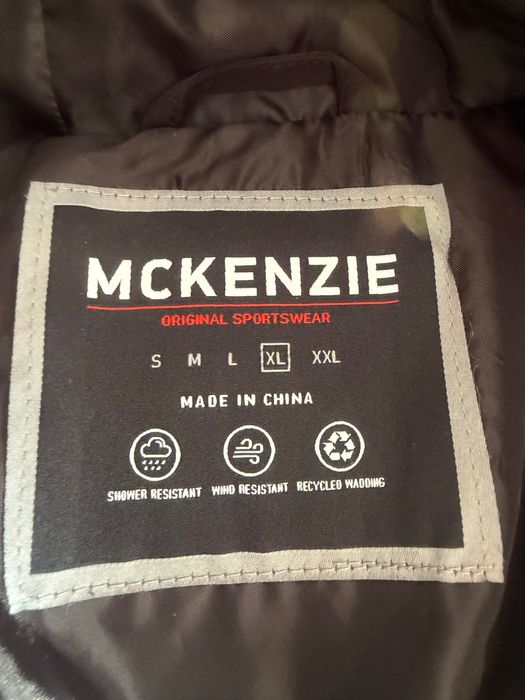 MCKENZIE
ORIGINAL SPORTSWEAR
S M L XL XXL
MADE IN CHINA
SHOWER RESISTANT WIND RESISTANT RECYCLED WADDING